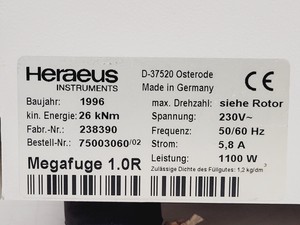 Heraeus
INSTRUMENTS
D-37520 Osterode
Made in Germany
CE
Baujahr: 1996
max. Drehzahl: siehe Rotor
kin. Energie: 26 kNm
Spannung: 230V~
Fabr.-Nr.: 238390
Frequenz: 50/60 Hz
Bestell-Nr.: 75003060/02
Strom: 5,8 A
Megafuge 1.0R
Leistung: 1100 W
Zulässige Dichte des Füllgutes: 1,2 kg/dm